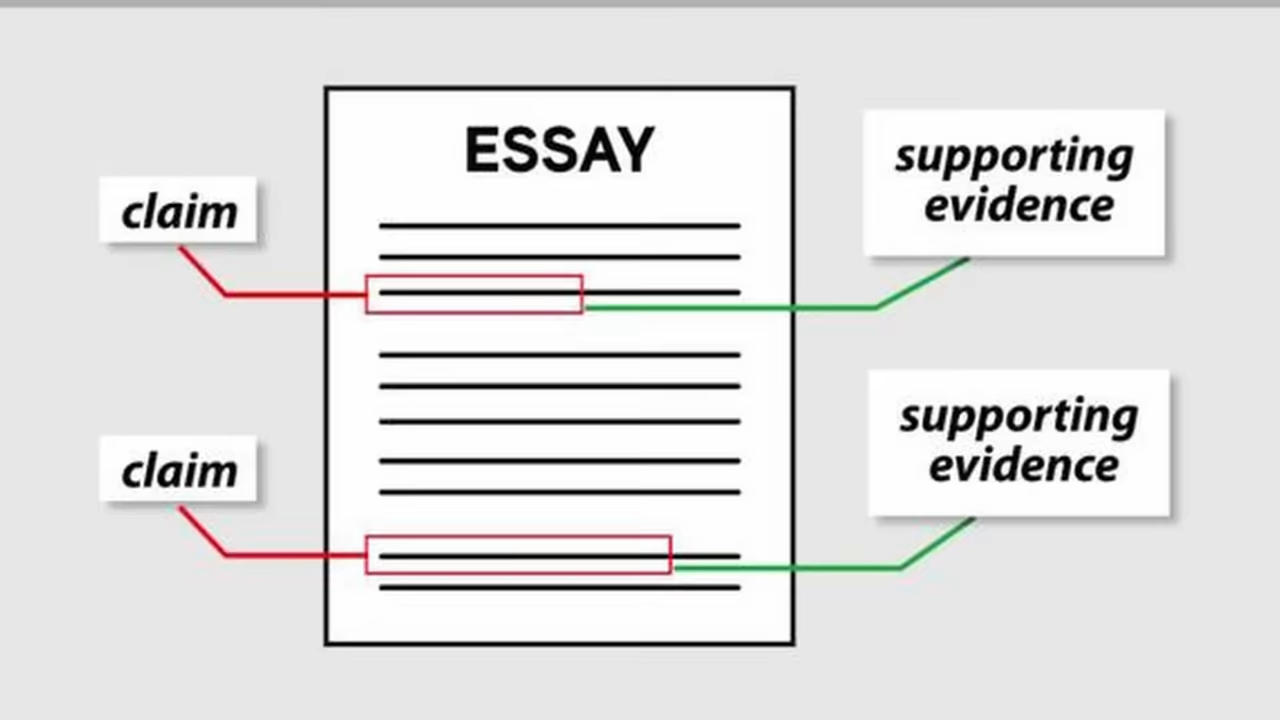 ESSAY
claim
supporting
evidence
claim
supporting
evidence